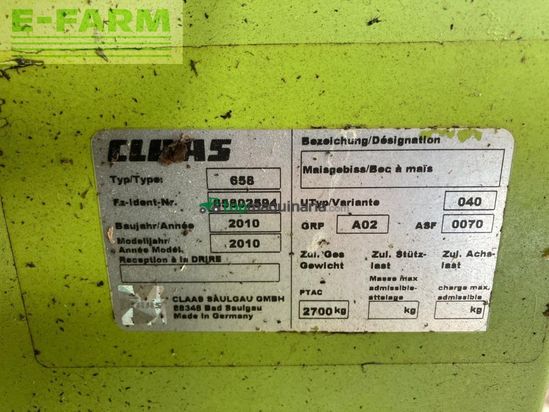 E-FARM
CLAAS
Typ/Type: 658
Fz-Ident-Nr. 65802594
Baujahr/Année 2010
Modelljahr/
Année Model. 2010
Reception à la DRIRE
CLAAS SAULGAU GMBH
88348 Bad Saulgau
Made in Germany
Bezeichung/Désignation
Maisgebiss/Bec à maïs
UTyp/Variante 040
GRP A02 ASF 0070
Zul. Ges Gewicht
Zul. Stütz-last
Zul. Achs-last
PTAC
Masse max admissible-attelage
charge max. admissible/
2700 kg kg kg